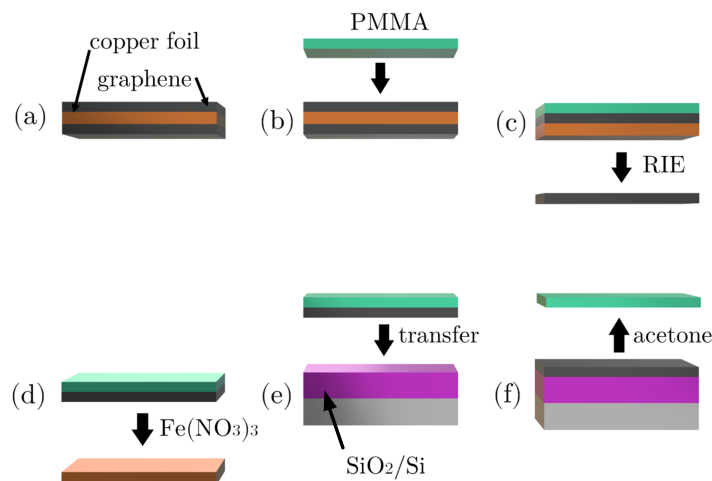 copper foil
graphene
(a)
PMMA
(b)
(c)
RIE
(d)
Fe(NO₃)₃
(e)
transfer
SiO₂/Si
(f)
acetone